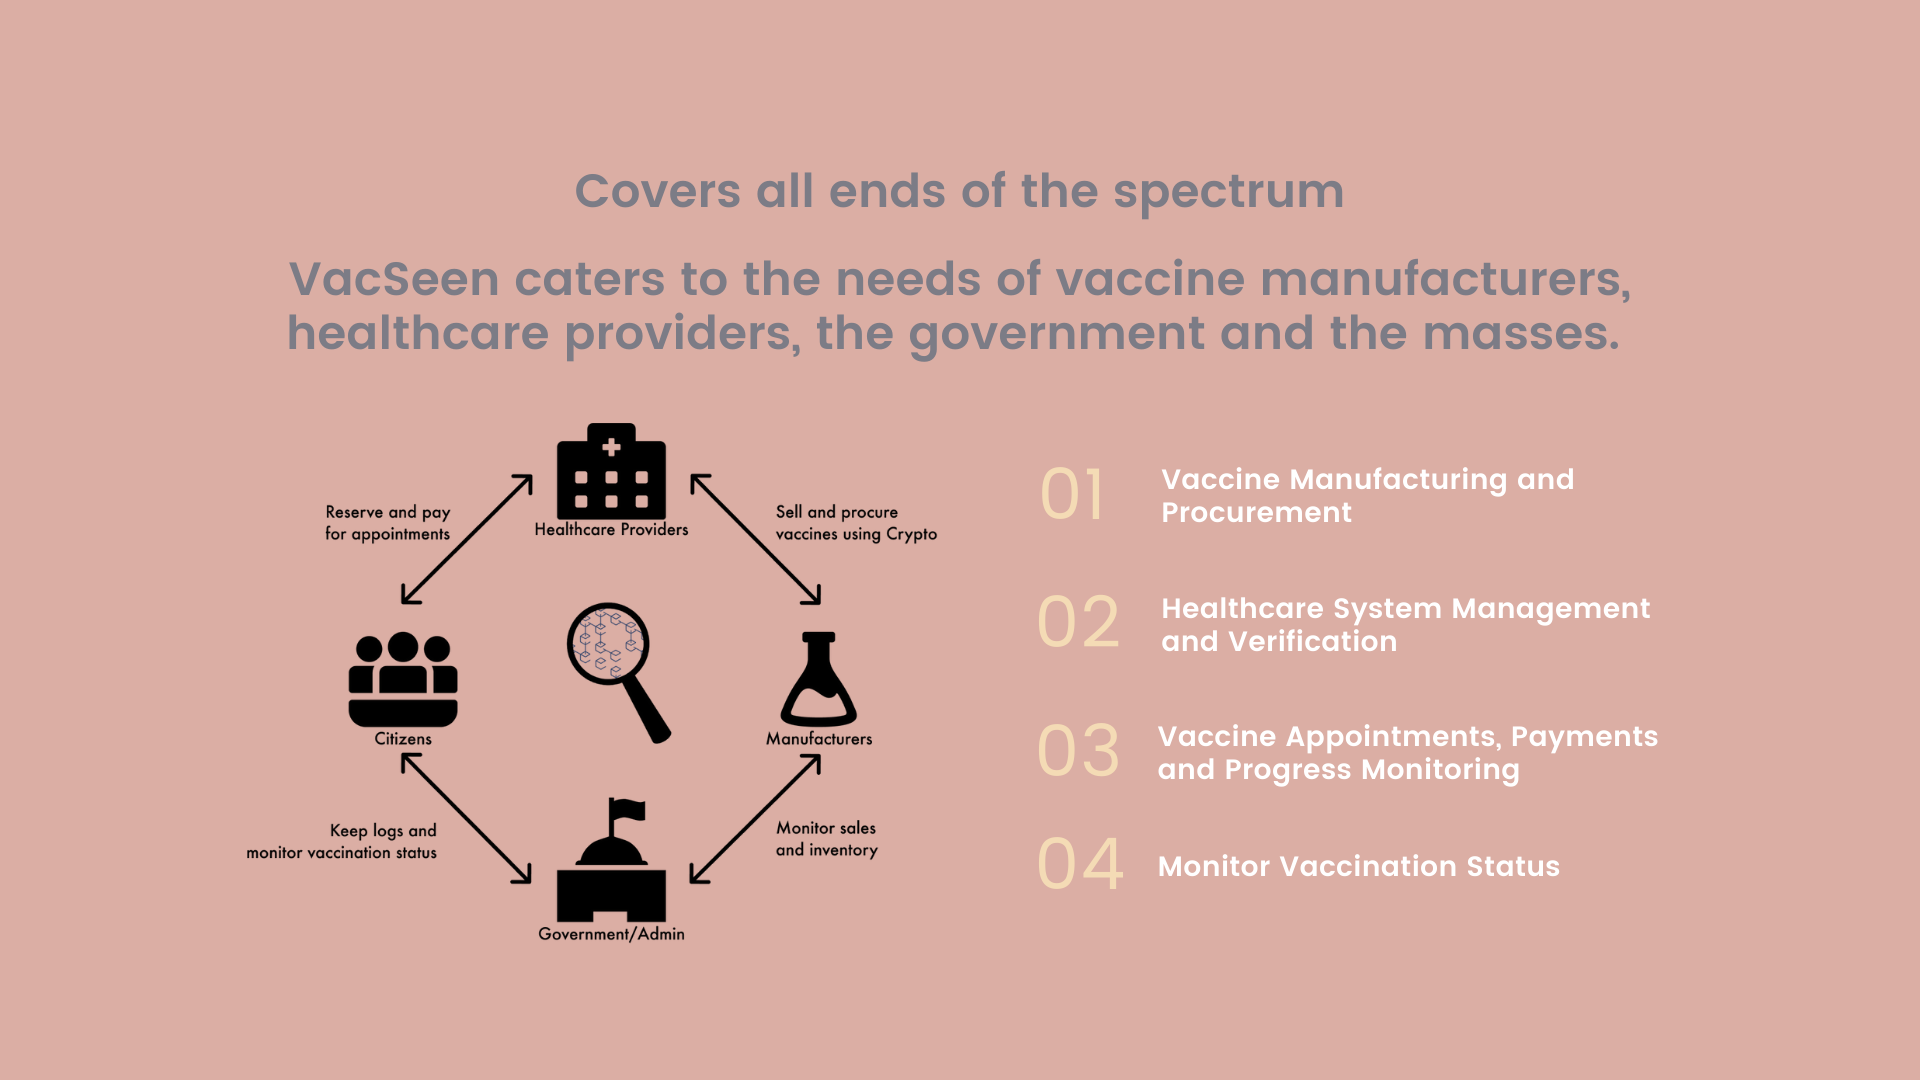 Covers all ends of the spectrum
VacSeen caters to the needs of vaccine manufacturers,
healthcare providers, the government and the masses.
Healthcare Providers
Reserve and pay
for appointments
Sell and procure
vaccines using Crypto
Citizens
Manufacturers
Keep logs and
monitor vaccination status
Monitor sales
and inventory
Government/Admin
01
Vaccine Manufacturing and
Procurement
02
Healthcare System Management
and Verification
03
Vaccine Appointments, Payments
and Progress Monitoring
04
Monitor Vaccination Status